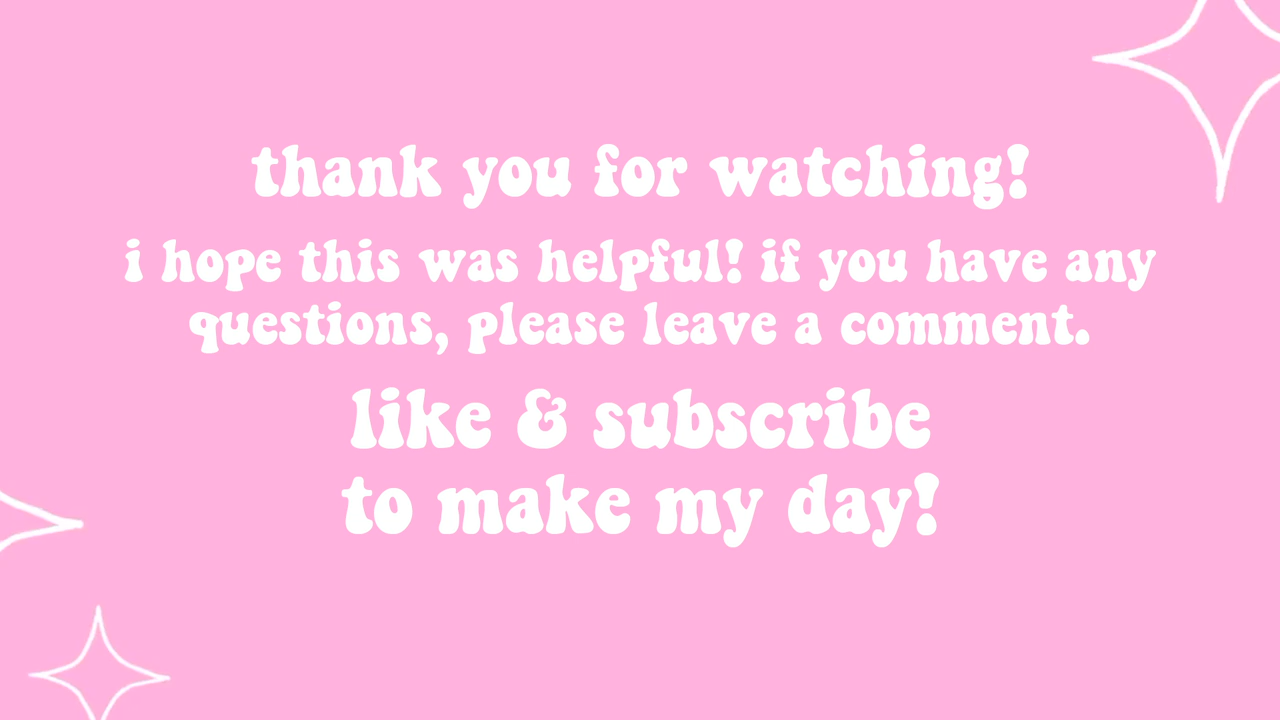 thank you for watching!
i hope this was helpful! if you have any
questions, please leave a comment.
like & subscribe
to make my day!